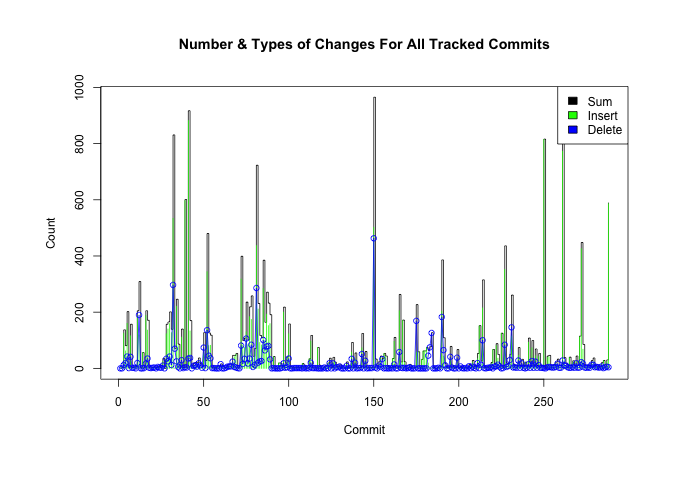 Number & Types of Changes For All Tracked Commits
Sum
Insert
Delete
Count
0
200
400
600
800
1000
0
50
100
150
200
250
Commit